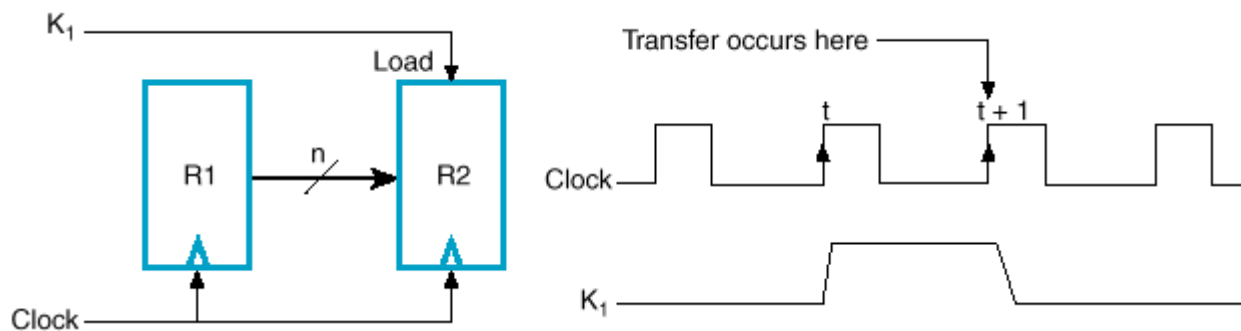 K₁
Load
R1
n
R2
Clock
Transfer occurs here
t
t + 1
Clock
K₁